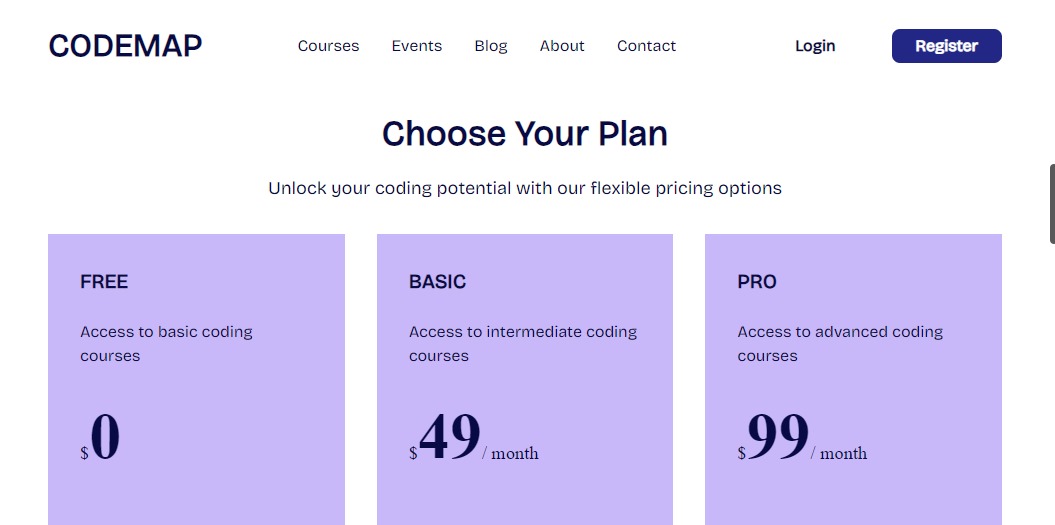 CODEMAP Courses Events Blog About Contact Login Register
Choose Your Plan
Unlock your coding potential with our flexible pricing options
FREE
Access to basic coding
courses
$0
BASIC
Access to intermediate coding
courses
$49/ month
PRO
Access to advanced coding
courses
$99/ month